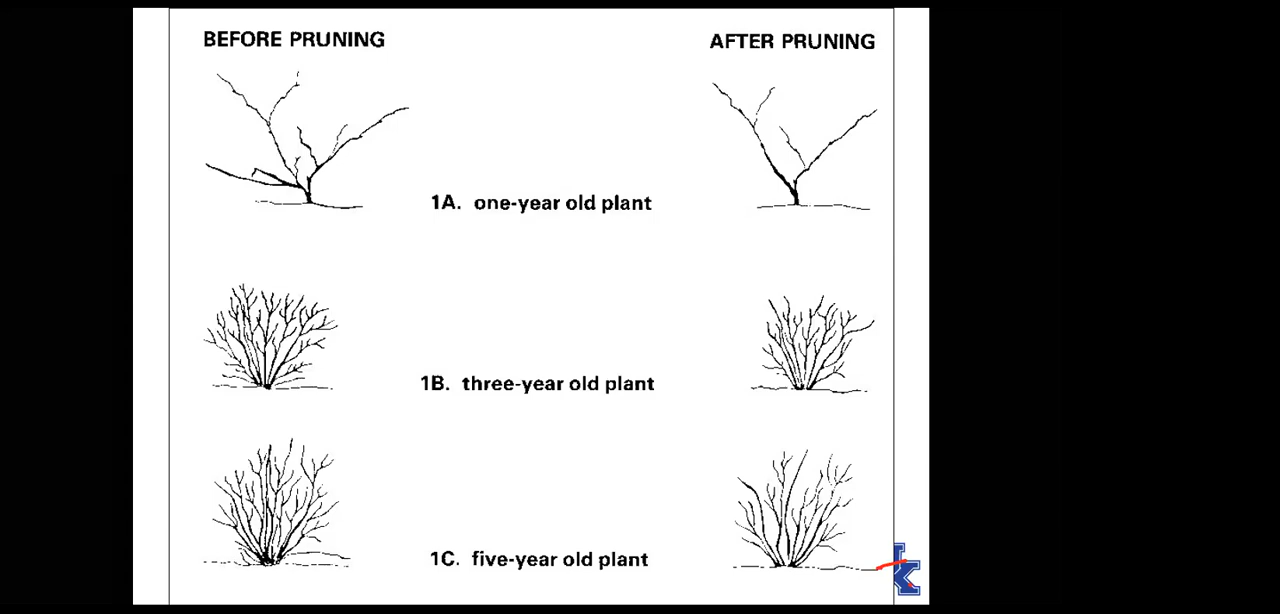 BEFORE PRUNING
AFTER PRUNING
1A. one-year old plant
1B. three-year old plant
1C. five-year old plant